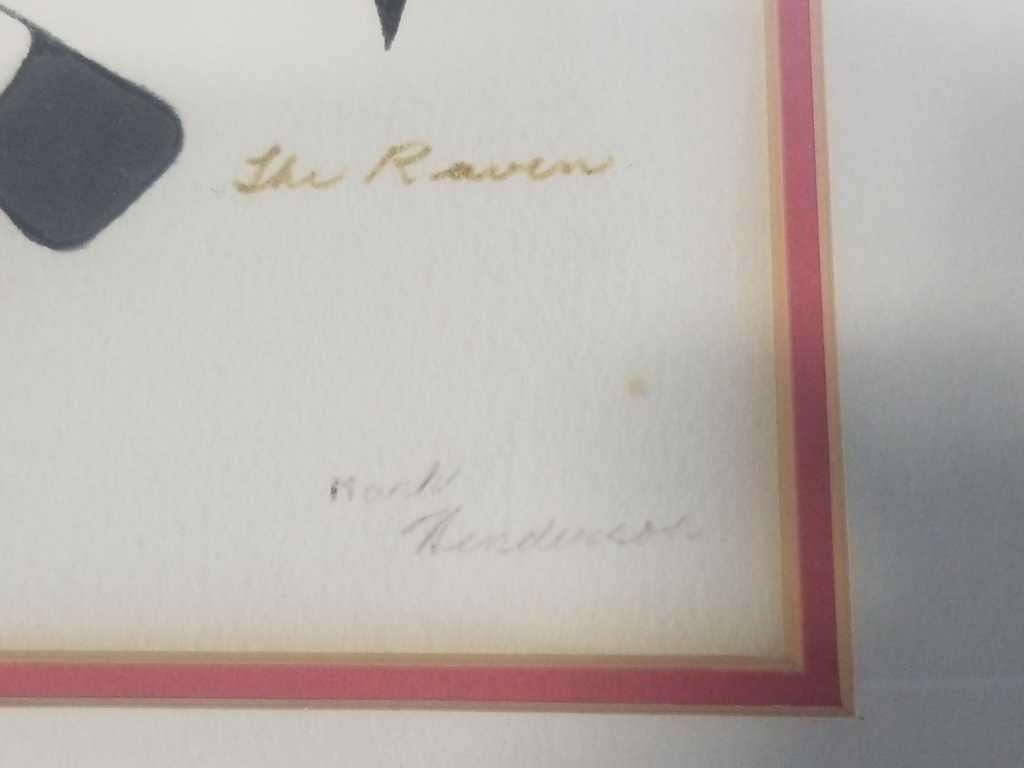 The Raven
Mark
Henderson